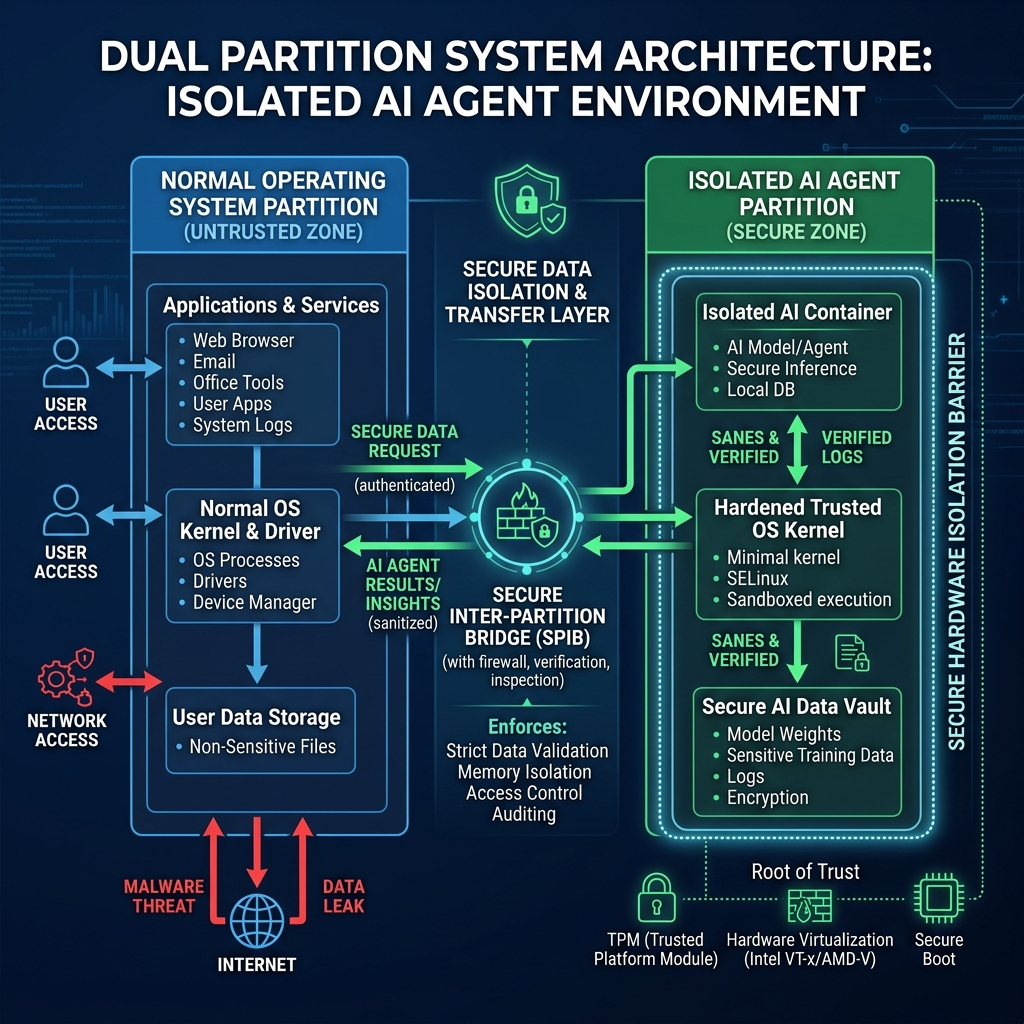 DUAL PARTITION SYSTEM ARCHITECTURE:
ISOLATED AI AGENT ENVIRONMENT
NORMAL OPERATING
SYSTEM PARTITION
(UNTRUSTED ZONE)
Applications & Services
• Web Browser
• Email
• Office Tools
• User Apps
• System Logs
USER
ACCESS
Normal OS
Kernel & Driver
• OS Processes
• Drivers
• Device Manager
USER
ACCESS
User Data Storage
• Non-Sensitive Files
NETWORK
ACCESS
MALWARE
THREAT
DATA
LEAK
INTERNET
SECURE DATA
ISOLATION &
TRANSFER LAYER
SECURE DATA
REQUEST
(authenticated)
AI AGENT
RESULTS/
INSIGHTS
(sanitized)
SECURE
INTER-PARTITION
BRIDGE (SPIB)
(with firewall, verification,
inspection)
Enforces:
Strict Data Validation
Memory Isolation
Access Control
Auditing
ISOLATED AI AGENT
PARTITION
(SECURE ZONE)
Isolated AI Container
• AI Model/Agent
• Secure Inference
• Local DB
SANES &
VERIFIED
VERIFIED
LOGS
Hardened Trusted
OS Kernel
• Minimal kernel
• SELinux
• Sandboxed execution
SANES &
VERIFIED
Secure AI Data Vault
• Model Weights
• Sensitive Training Data
• Logs
• Encryption
SECURE HARDWARE ISOLATION BARRIER
Root of Trust
TPM (Trusted
Platform Module)
Hardware Virtualization
(Intel VT-x/AMD-V)
Secure
Boot